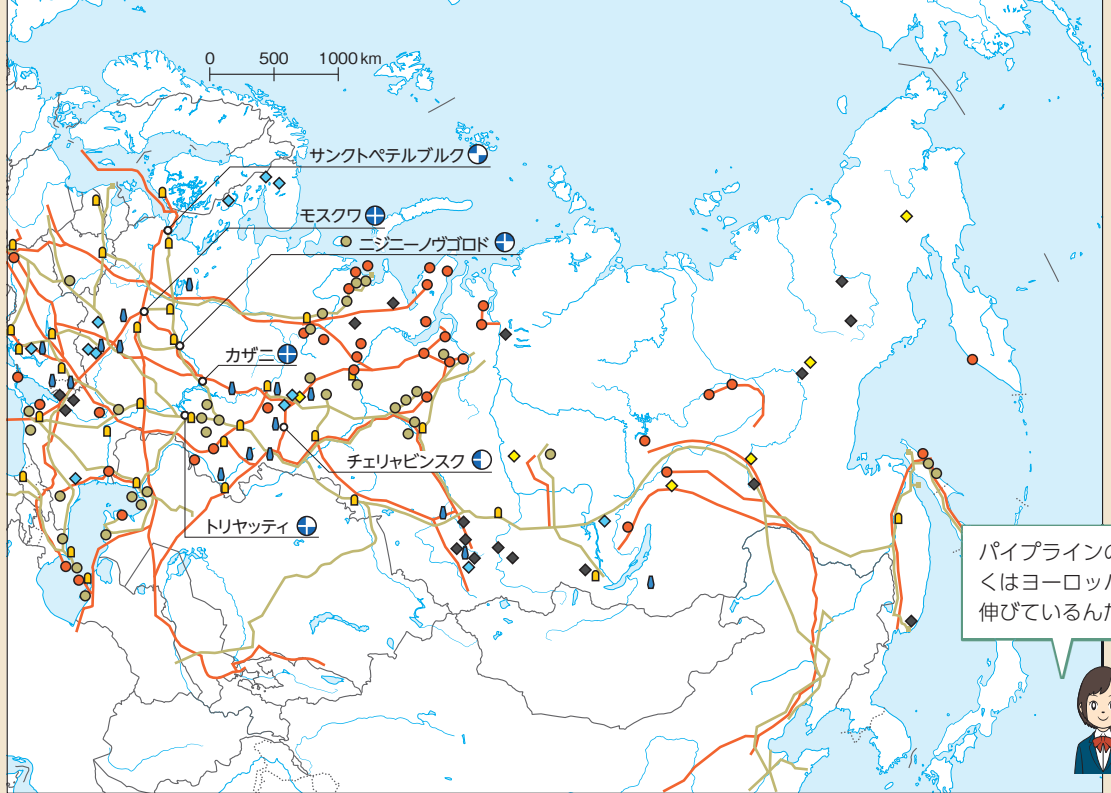 0 500 1000 km
サンクトペテルブルク
モスクワ
ニジニーノヴゴロド
カザニ
チェリャビンスク
トリヤッティ
パイプラインの
くはヨーロッパ
伸びているんだ